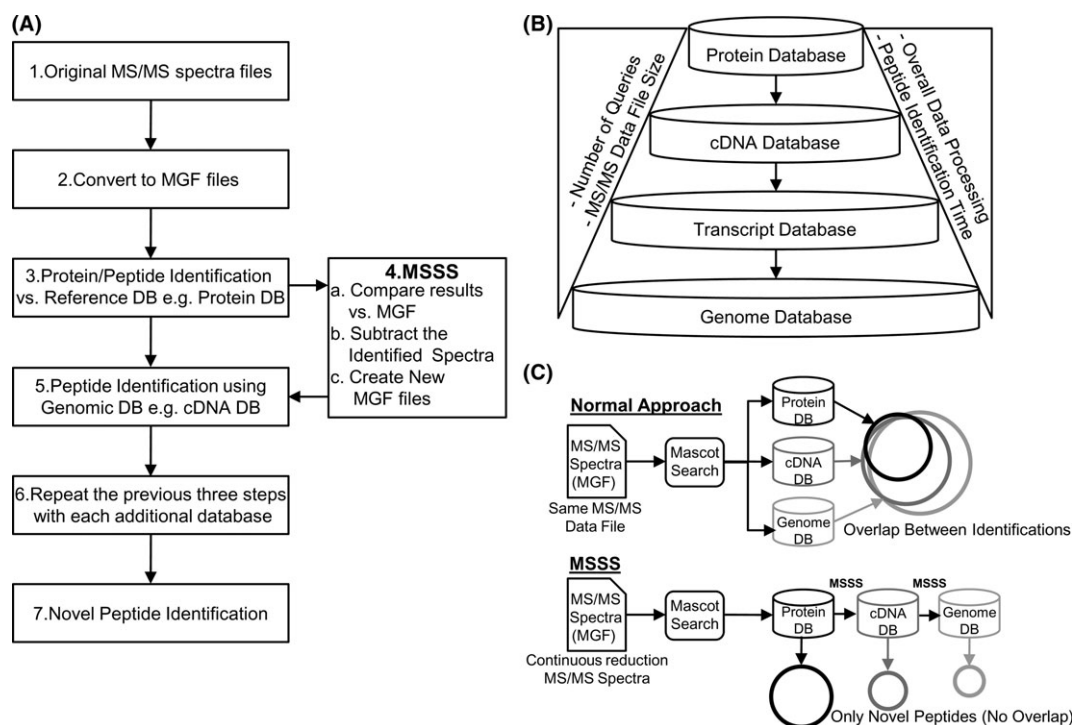 (A)
1.Original MS/MS spectra files
2.Convert to MGF files
3.Protein/Peptide Identification
vs. Reference DB e.g. Protein DB
4.MSSS
a. Compare results
vs. MGF
b. Subtract the
Identified Spectra
c. Create New
MGF files
5.Peptide Identification using
Genomic DB e.g. cDNA DB
6.Repeat the previous three steps
with each additional database
7.Novel Peptide Identification
(B)
- Number of Queries
- MS/MS Data File Size
Protein Database
cDNA Database
Transcript Database
Genome Database
- Overall Data Processing
- Peptide Identification Time
(C)
Normal Approach
MS/MS
Spectra
(MGF)
Same MS/MS
Data File
Mascot
Search
Protein
DB
cDNA
DB
Genome
DB
Overlap Between Identifications
MSSS
MS/MS
Spectra
(MGF)
Continuous reduction
MS/MS Spectra
Mascot
Search
Protein
DB
MSSS
cDNA
DB
MSSS
Genome
DB
Only Novel Peptides (No Overlap)